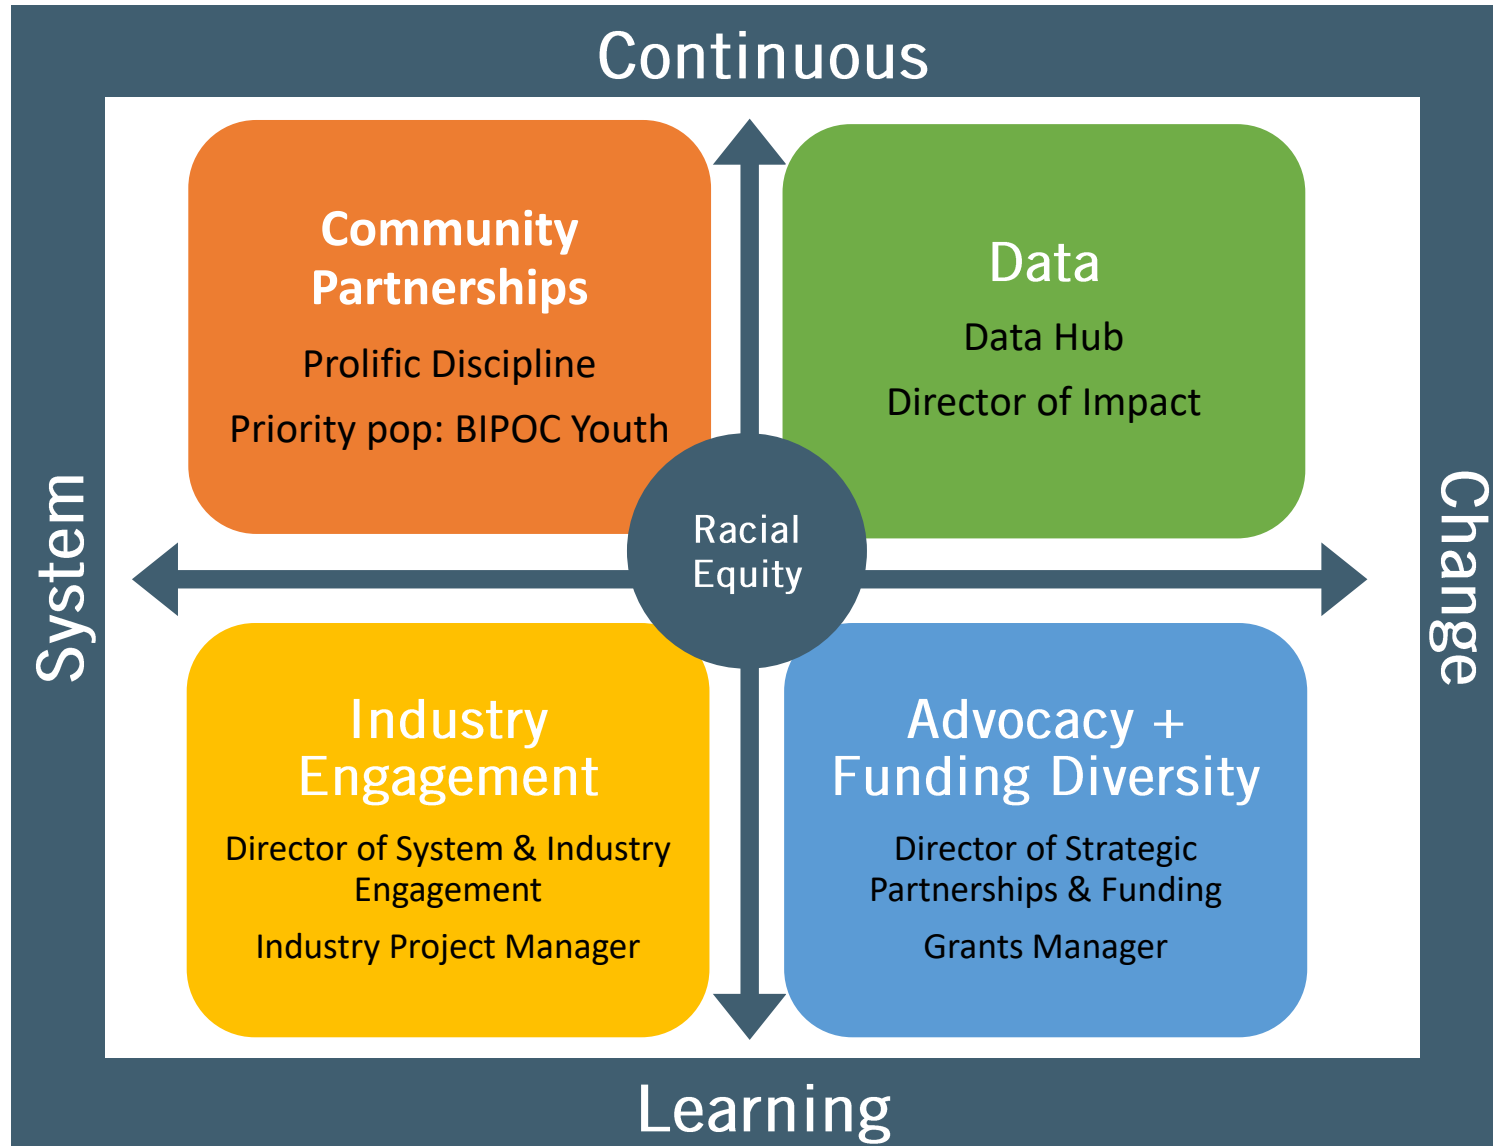 Continuous
Community
Partnerships
Prolific Discipline
Priority pop: BIPOC Youth
Data
Data Hub
Director of Impact
System
Racial
Equity
Change
Industry
Engagement
Director of System & Industry
Engagement
Industry Project Manager
Advocacy +
Funding Diversity
Director of Strategic
Partnerships & Funding
Grants Manager
Learning